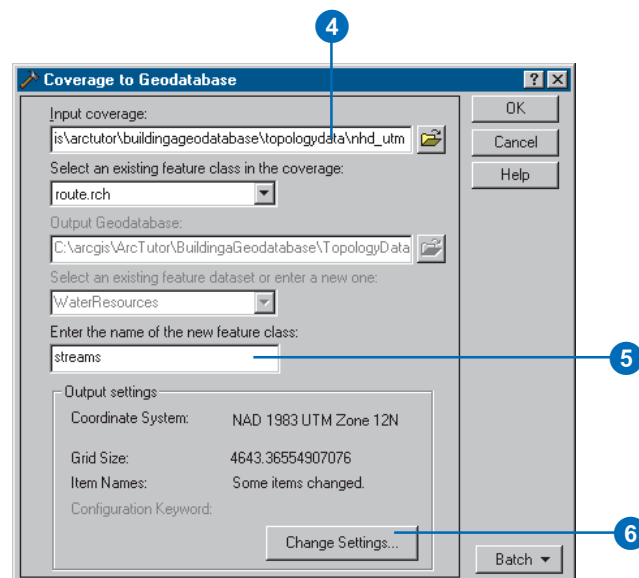 4
Coverage to Geodatabase
Input coverage:
is\arctutor\buildingageodatabase\topologydata\nhd_utm
Select an existing feature class in the coverage:
route.rch
Output Geodatabase:
C:\arcgis\ArcTutor\BuildingaGeodatabase\TopologyData
Select an existing feature dataset or enter a new one:
WaterResources
Enter the name of the new feature class:
streams
5
Output settings
Coordinate System: NAD 1983 UTM Zone 12N
Grid Size: 4643.36554907076
Item Names: Some items changed.
Configuration Keyword:
Change Settings...
6
OK
Cancel
Help
Batch